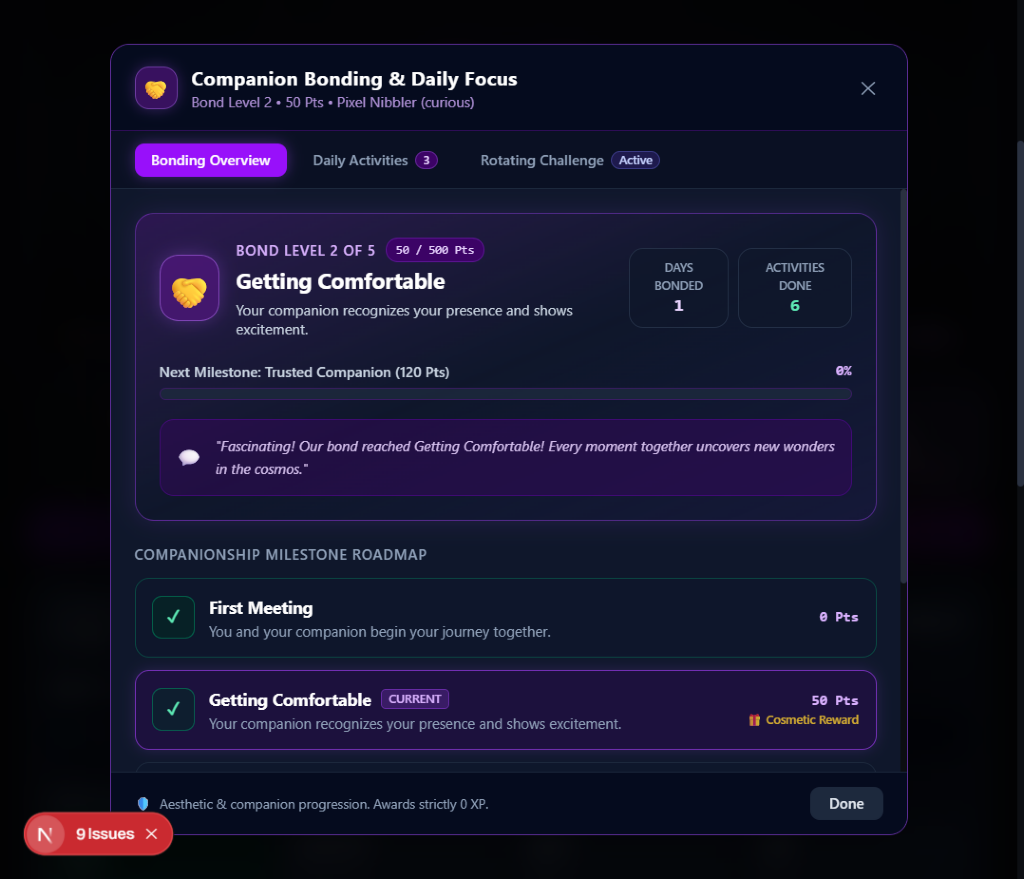 Companion Bonding & Daily Focus
Bond Level 2 • 50 Pts • Pixel Nibbler (curious)
Bonding Overview
Daily Activities 3
Rotating Challenge Active
BOND LEVEL 2 OF 5 50 / 500 Pts
Getting Comfortable
Your companion recognizes your presence and shows
excitement.
DAYS
BONDED
1
ACTIVITIES
DONE
6
Next Milestone: Trusted Companion (120 Pts)
0%
"Fascinating! Our bond reached Getting Comfortable! Every moment together uncovers new wonders
in the cosmos."
COMPANIONSHIP MILESTONE ROADMAP
First Meeting
You and your companion begin your journey together.
0 Pts
Getting Comfortable CURRENT
Your companion recognizes your presence and shows excitement.
50 Pts
Cosmetic Reward
Aesthetic & companion progression. Awards strictly 0 XP.
Done
N 9 Issues